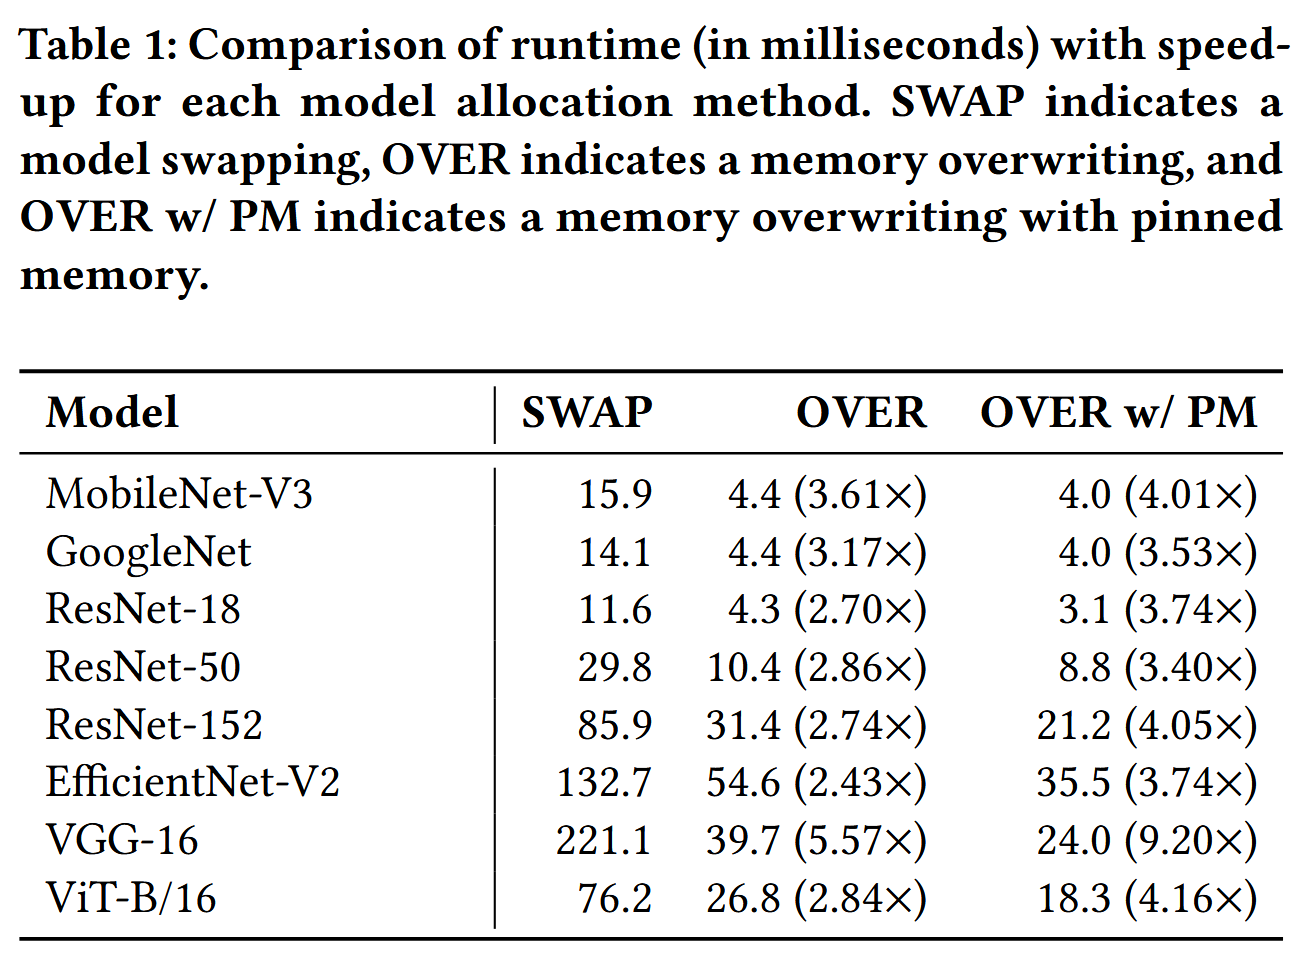 Table 1: Comparison of runtime (in milliseconds) with speed-
up for each model allocation method. SWAP indicates a
model swapping, OVER indicates a memory overwriting, and
OVER w/ PM indicates a memory overwriting with pinned
memory.
Model SWAP OVER OVER w/ PM
MobileNet-V3 15.9 4.4 (3.61×) 4.0 (4.01×)
GoogleNet 14.1 4.4 (3.17×) 4.0 (3.53×)
ResNet-18 11.6 4.3 (2.70×) 3.1 (3.74×)
ResNet-50 29.8 10.4 (2.86×) 8.8 (3.40×)
ResNet-152 85.9 31.4 (2.74×) 21.2 (4.05×)
EfficientNet-V2 132.7 54.6 (2.43×) 35.5 (3.74×)
VGG-16 221.1 39.7 (5.57×) 24.0 (9.20×)
ViT-B/16 76.2 26.8 (2.84×) 18.3 (4.16×)